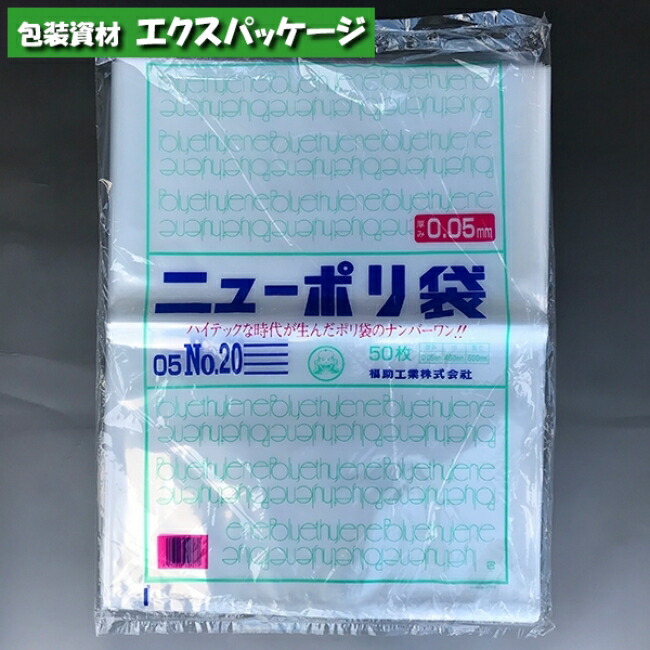 包装資材 エクスパッケージ
厚み 0.05mm
ニューポリ袋
ハイテックな時代が生んだポリ袋のナンバーワン!!
05 No.20
50枚
福助工業株式会社